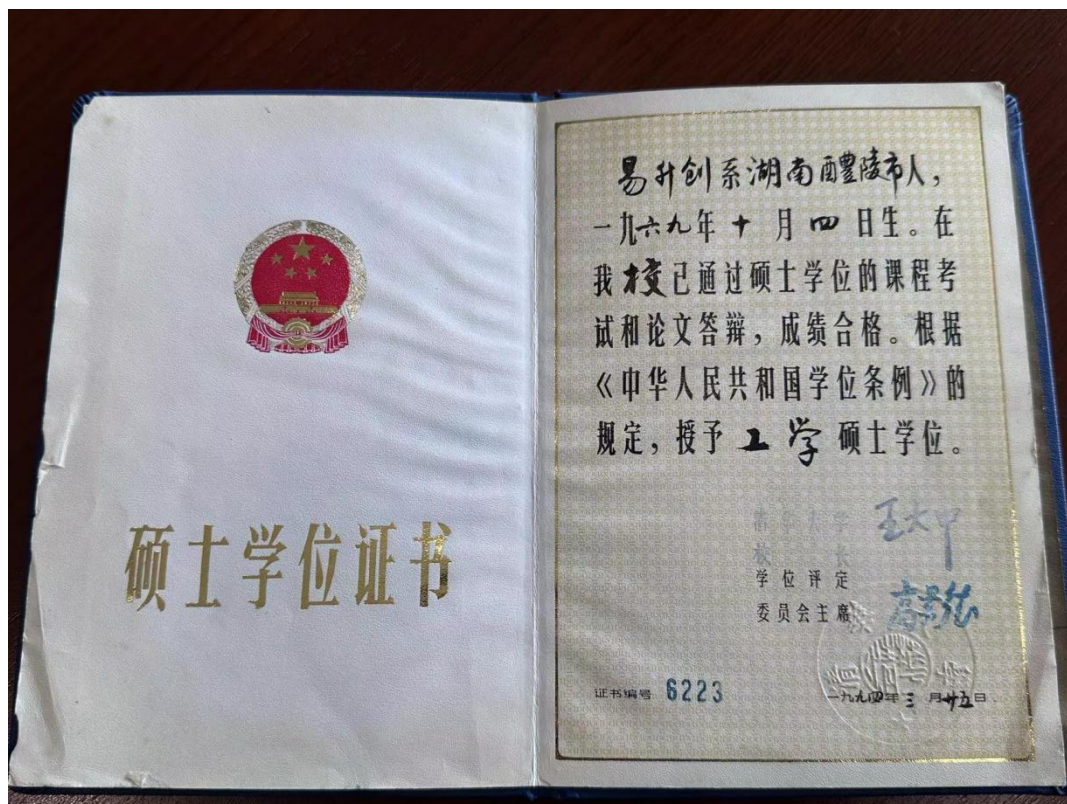 硕士学位证书
易升创系湖南醴陵市人,
一九六九年十月四日生。在
我校已通过硕士学位的课程考
试和论文答辩,成绩合格。根据
《中华人民共和国学位条例》的
规定,授予工学硕士学位。
清华大学
校长 王大中
学位评定
委员会主席
证书编号 6223
一九九四年三月廿五日